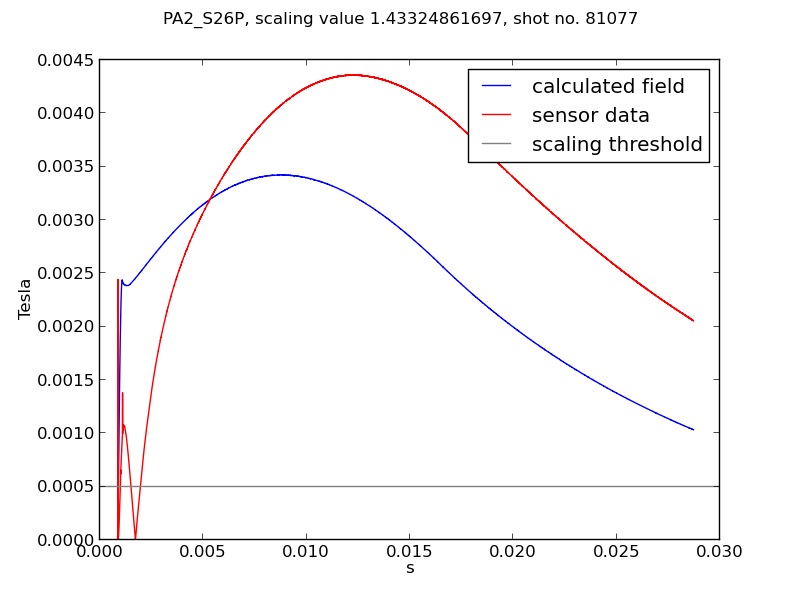 PA2_S26P, scaling value 1.43324861697, shot no. 81077
calculated field
sensor data
scaling threshold
Tesla
0.0045
0.0040
0.0035
0.0030
0.0025
0.0020
0.0015
0.0010
0.0005
0.0000
0.000
0.005
0.010
0.015
0.020
0.025
0.030
s